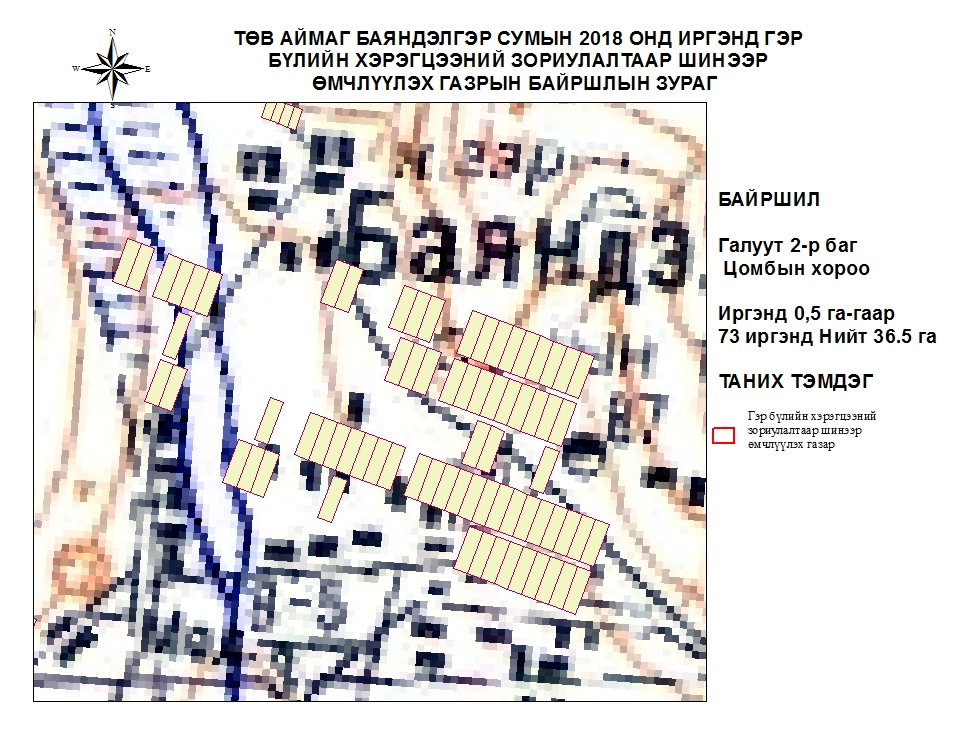 ТӨВ АЙМАГ БАЯНДЭЛГЭР СУМЫН 2018 ОНД ИРГЭНД ГЭР
БҮЛИЙН ХЭРЭГЦЭЭНИЙ ЗОРИУЛАЛТААР ШИНЭЭР
ӨМЧЛҮҮЛЭХ ГАЗРЫН БАЙРШЛЫН ЗУРАГ
N
W E
S
БАЙРШИЛ
Галуут 2-р баг
Цомбын хороо
Иргэнд 0,5 га-гаар
73 иргэнд Нийт 36.5 га
ТАНИХ ТЭМДЭГ
Гэр бүлийн хэрэгцээний
зориулалтаар шинээр
өмчлүүлэх газар
Баяндэ